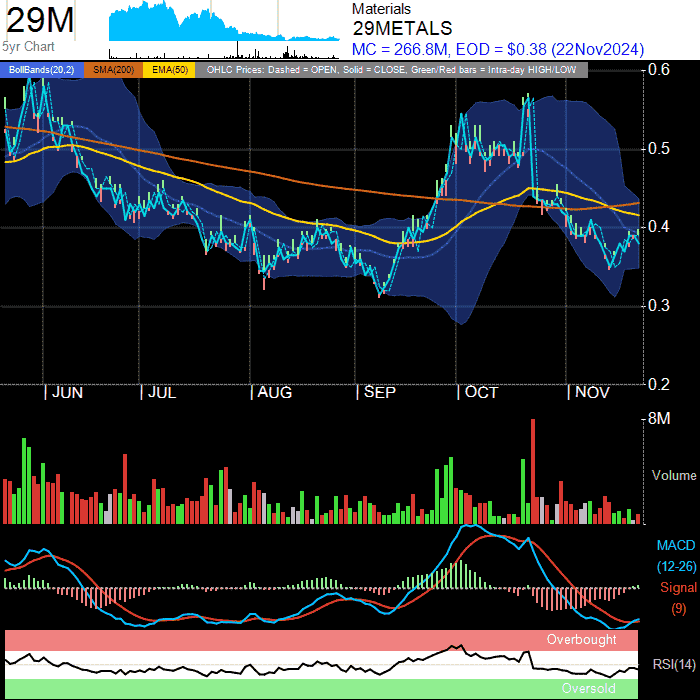 29M
5yr Chart
Materials
29METALS
MC = 266.8M, EOD = $0.38 (22Nov2024)
BollBands(20,2) SMA(200) EMA(50) OHLC Prices: Dashed = OPEN, Solid = CLOSE, Green/Red bars = Intra-day HIGH/LOW
0.6
0.5
0.4
0.3
0.2
| JUN | JUL | AUG | SEP | OCT | NOV
8M
Volume
MACD
(12-26)
Signal
(9)
Overbought
RSI(14)
Oversold